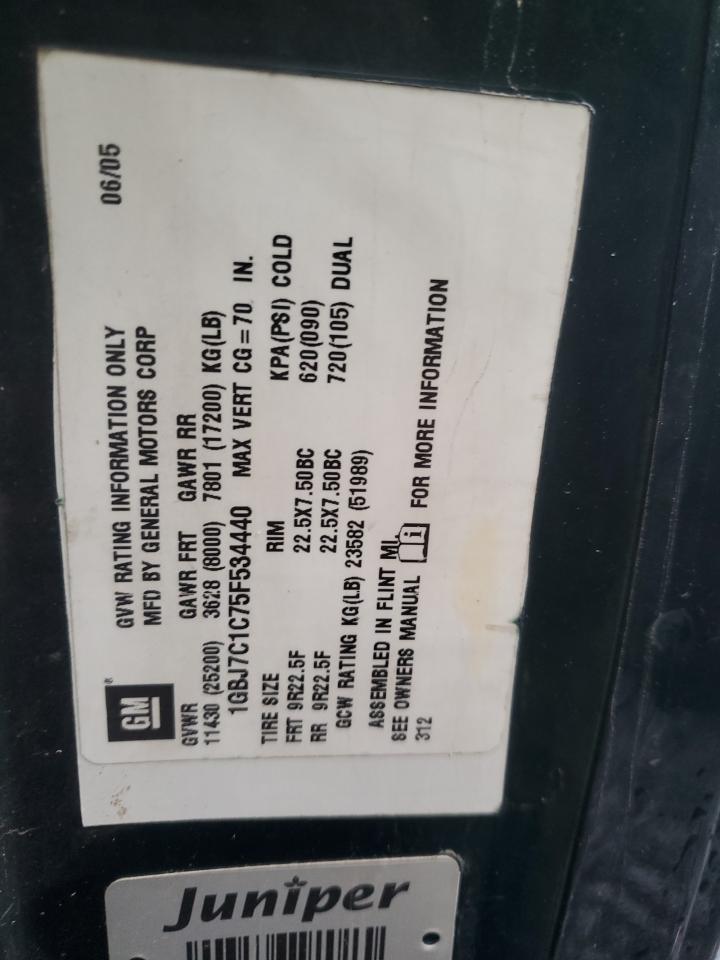 GM®
GVW RATING INFORMATION ONLY 06/05
MFD BY GENERAL MOTORS CORP
GVWR GAWR FRT GAWR RR
11430 (25200) 3628 (8000) 7801 (17200) KG(LB)
1GBJ7C1C75F534440 MAX VERT CG=70 IN.
TIRE SIZE RIM KPA(PSI) COLD
FRT 9R22.5F 22.5X7.50BC 620(090)
RR 9R22.5F 22.5X7.50BC 720(105) DUAL
GCW RATING KG(LB) 23582 (51989)
ASSEMBLED IN FLINT MI.
SEE OWNERS MANUAL FOR MORE INFORMATION
312
Juniper